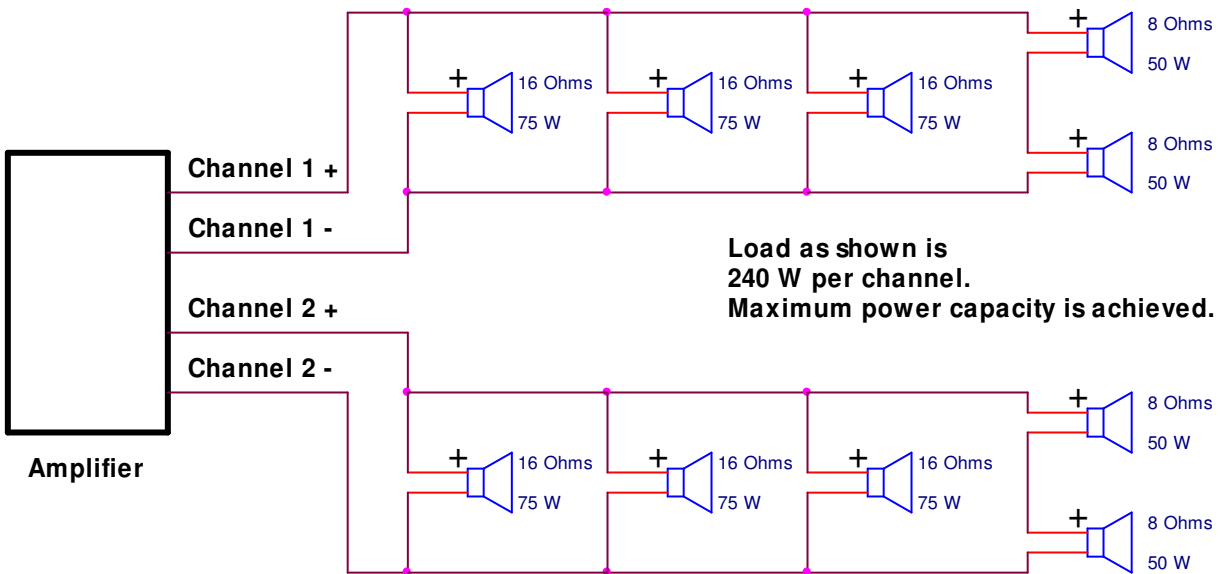 + 8 Ohms
50 W
+ 16 Ohms
75 W
+ 16 Ohms
75 W
+ 16 Ohms
75 W
+ 8 Ohms
50 W
Channel 1 +
Channel 1 -
Load as shown is
240 W per channel.
Maximum power capacity is achieved.
Channel 2 +
Channel 2 -
Amplifier
+ 8 Ohms
50 W
+ 16 Ohms
75 W
+ 16 Ohms
75 W
+ 16 Ohms
75 W
+ 8 Ohms
50 W